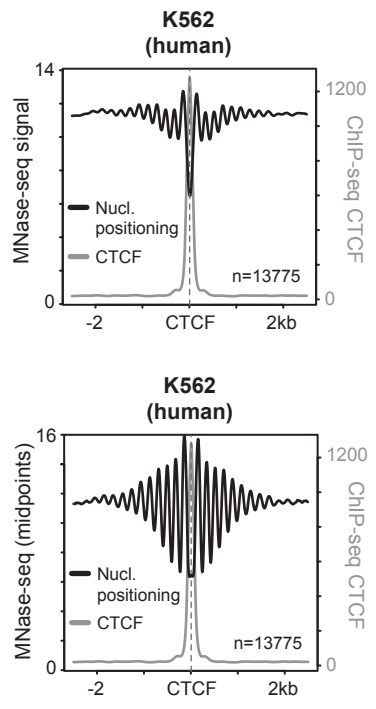 K562
(human)
14
1200
MNase-seq signal
ChIP-seq CTCF
Nucl.
positioning
CTCF
n=13775
0
0
-2
CTCF
2kb
K562
(human)
16
1200
MNase-seq (midpoints)
ChIP-seq CTCF
Nucl.
positioning
CTCF
n=13775
0
0
-2
CTCF
2kb